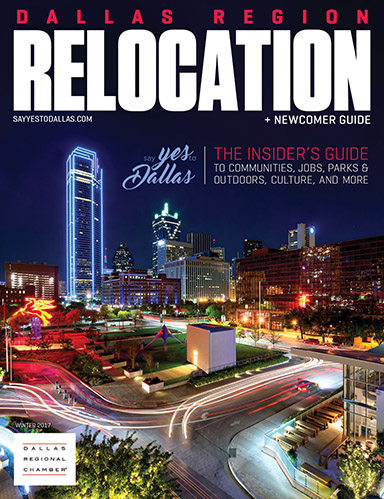 DALLAS REGION
RELOCATION
SAYYESTODALLAS.COM
+ NEWCOMER GUIDE
say yes to
Dallas
THE INSIDER'S GUIDE
TO COMMUNITIES, JOBS, PARKS &
OUTDOORS, CULTURE, AND MORE
WINTER 2017
DALLAS
REGIONAL
CHAMBER®